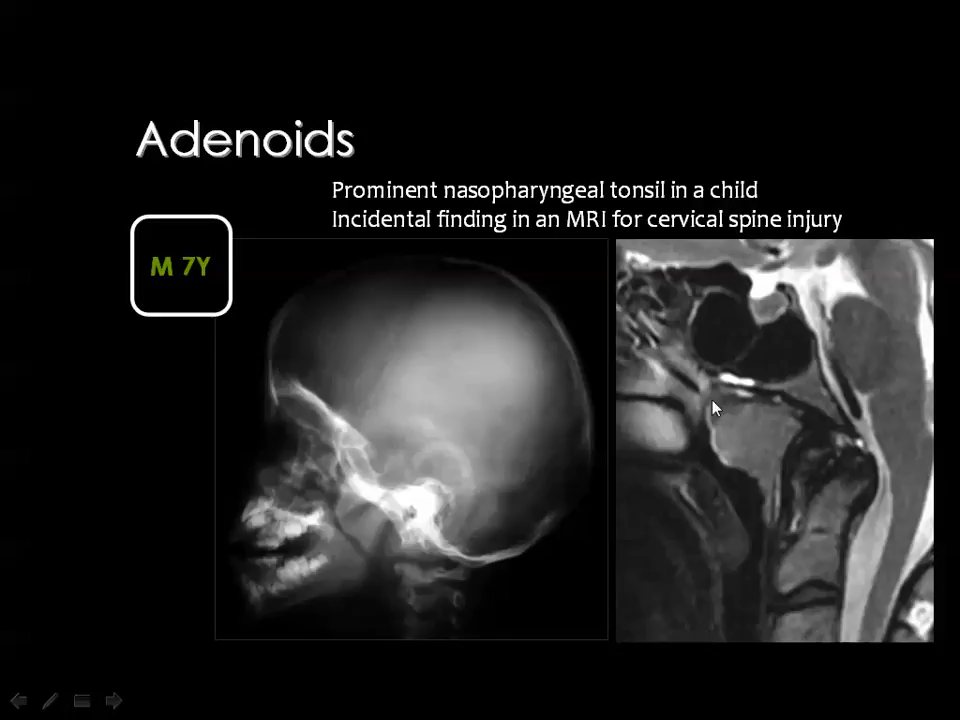 Adenoids
Prominent nasopharyngeal tonsil in a child
Incidental finding in an MRI for cervical spine injury
M 7Y